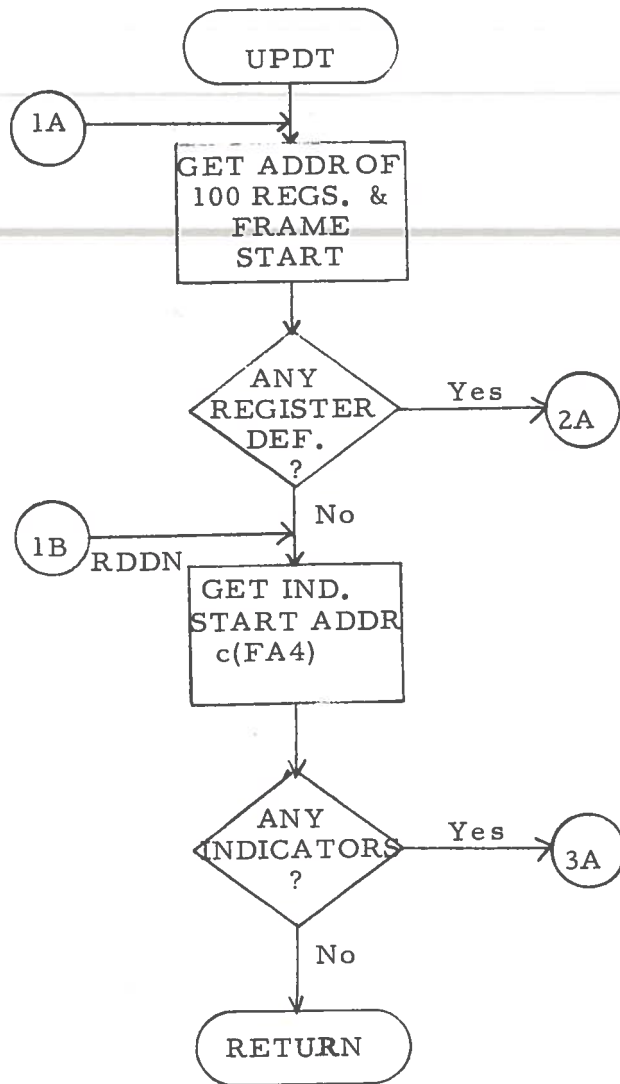 UPDT
1A
GET ADDR OF
100 REGS. &
FRAME
START
ANY
REGISTER
DEF.
?
Yes
2A
No
1B
RDDN
GET IND.
START ADDR
c(FA4)
ANY
INDICATORS
?
Yes
3A
No
RETURN